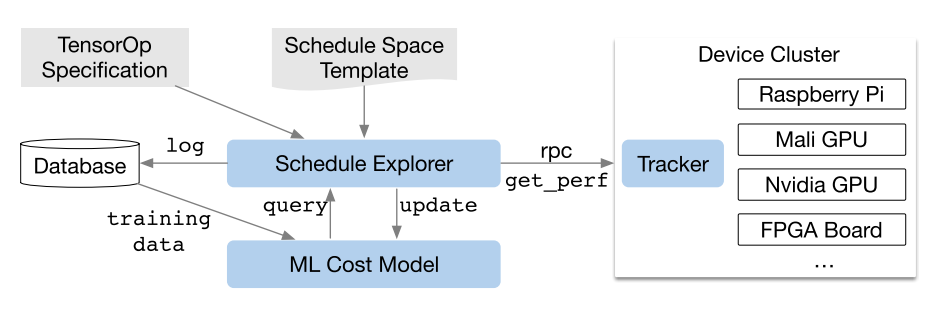 TensorOp
Specification
Schedule Space
Template
Device Cluster
Raspberry Pi
Mali GPU
Nvidia GPU
FPGA Board
...
Database
log
Schedule Explorer
rpc
get_perf
Tracker
training
data
query
update
ML Cost Model